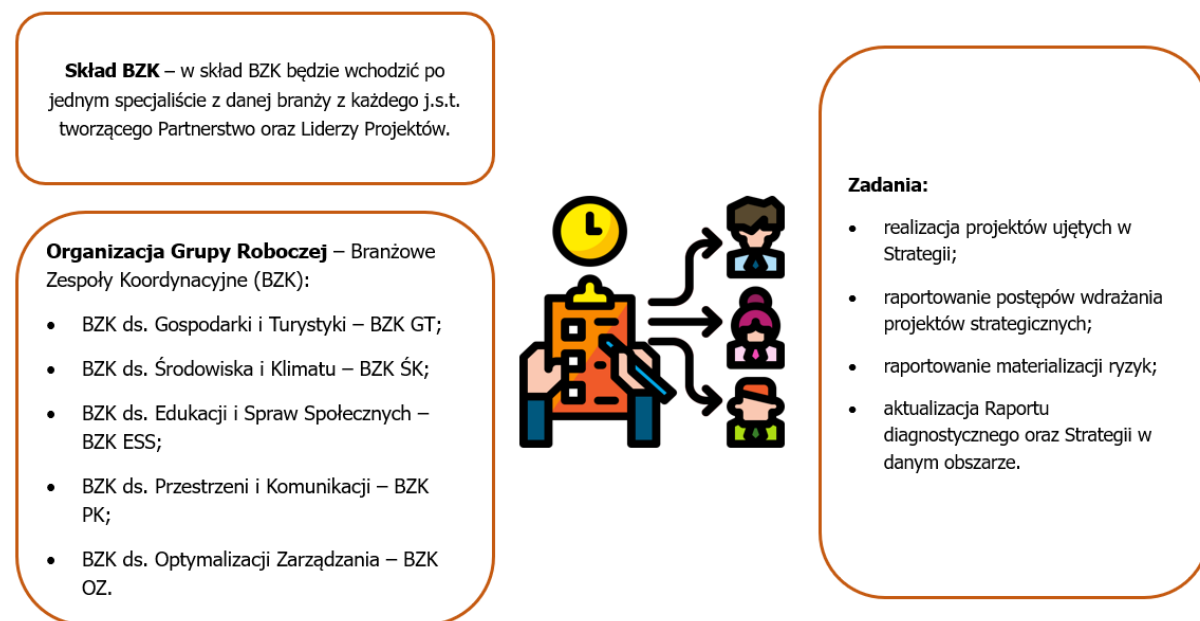 Skład BZK – w skład BZK będzie wchodzić po
jednym specjaliście z danej branży z każdego j.s.t.
tworzącego Partnerstwo oraz Liderzy Projektów.
Organizacja Grupy Roboczej – Branżowe
Zespoły Koordynacyjne (BZK):
• BZK ds. Gospodarki i Turystyki – BZK GT;
• BZK ds. Środowiska i Klimatu – BZK ŚK;
• BZK ds. Edukacji i Spraw Społecznych –
BZK ESS;
• BZK ds. Przestrzeni i Komunikacji – BZK
PK;
• BZK ds. Optymalizacji Zarządzania – BZK
OZ.
Zadania:
• realizacja projektów ujętych w
Strategii;
• raportowanie postępów wdrażania
projektów strategicznych;
• raportowanie materializacji ryzyk;
• aktualizacja Raportu
diagnostycznego oraz Strategii w
danym obszarze.